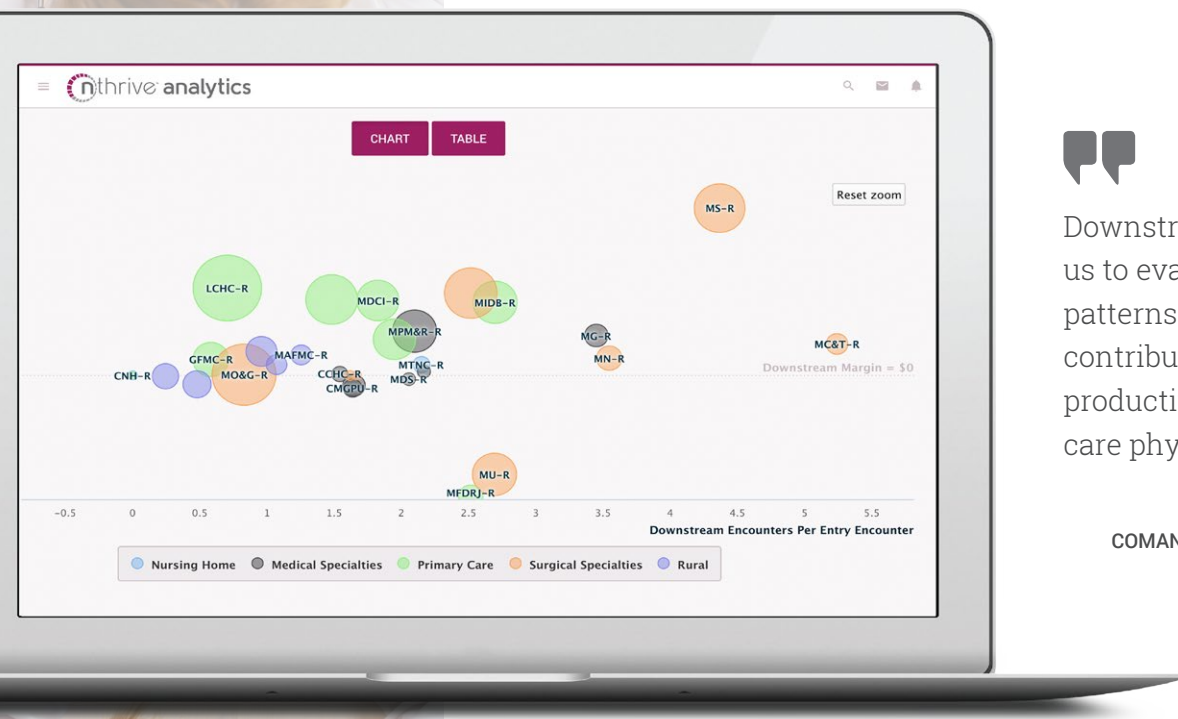 nthrive analytics
CHART
TABLE
Reset zoom
MS-R
LCHC-R
MDCI-R
MIDB-R
MPM&R-R
MG-R
MC&T-R
GFMC-R
MAFMC-R
MN-R
CNH-R
MO&G-R
CCHC-R
MTNC-R
Downstream Margin = $0
CMGPU-R
MDS-R
MU-R
MFDRJ-R
-0.5 0 0.5 1 1.5 2 2.5 3 3.5 4 4.5 5 5.5
Downstream Encounters Per Entry Encounter
Nursing Home Medical Specialties Primary Care Surgical Specialties Rural
Downstr
us to eva
patterns
contribu
producti
care phy
COMAN